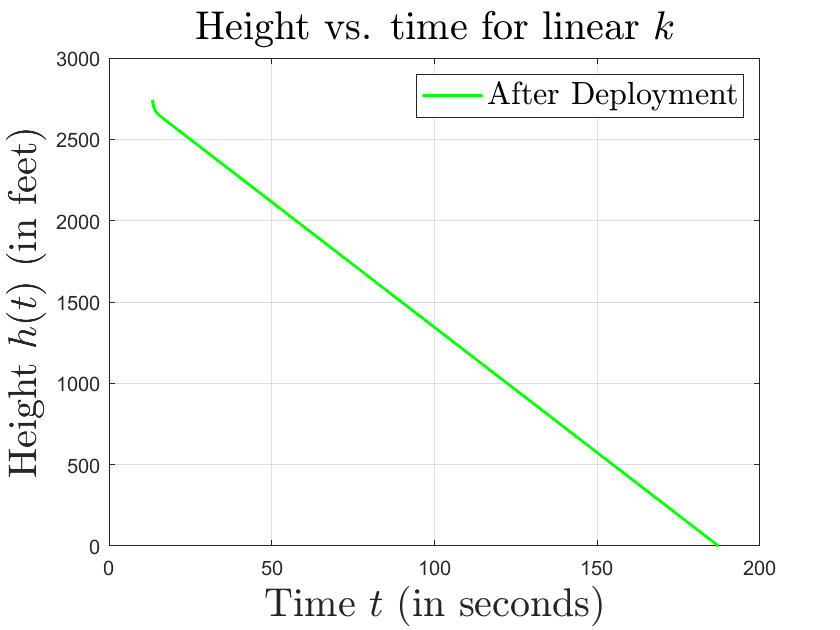 Height vs. time for linear k
After Deployment
Height h(t) (in feet)
3000
2500
2000
1500
1000
500
0
0 50 100 150 200
Time t (in seconds)